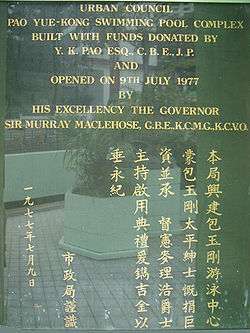 URBAN COUNCIL
PAO YUE-KONG SWIMMING POOL COMPLEX
BUILT WITH FUNDS DONATED BY
Y. K. PAO ESQ., C. B. E., J. P.
AND
OPENED ON 9TH JULY 1977
BY
HIS EXCELLENCY THE GOVERNOR
SIR MURRAY MACLEHOSE, G.B.E., K.C.M.G., K.C.V.O.
本局興建包玉剛游泳中心
蒙包玉剛太平紳士慨捐巨
資並承 督憲麥理浩爵士
主持啟用典禮爰鐫吉金以
垂永紀
市政局謹識
一九七七年七月九日